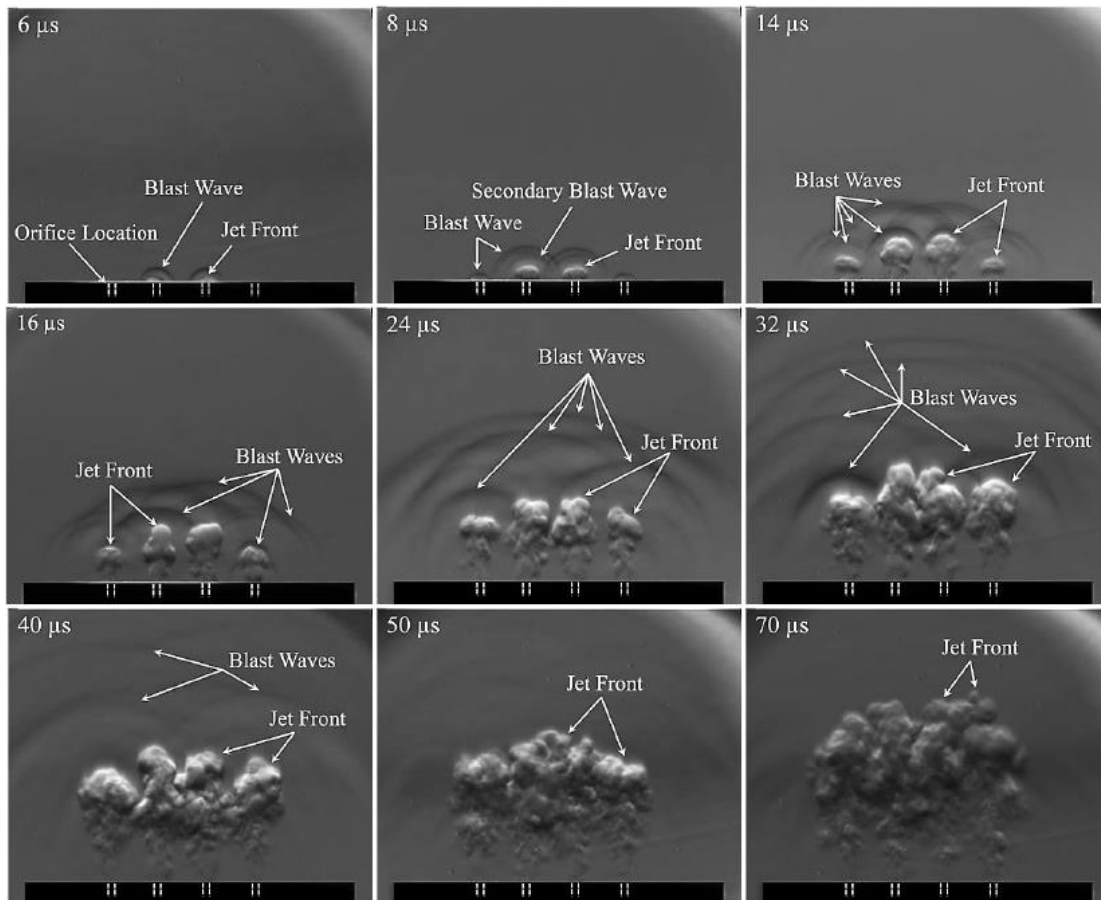 6 µs
Blast Wave
Orifice Location
Jet Front
8 µs
Secondary Blast Wave
Blast Wave
Jet Front
14 µs
Blast Waves
Jet Front
16 µs
Jet Front
Blast Waves
24 µs
Blast Waves
Jet Front
32 µs
Blast Waves
Jet Front
40 µs
Blast Waves
Jet Front
50 µs
Jet Front
70 µs
Jet Front